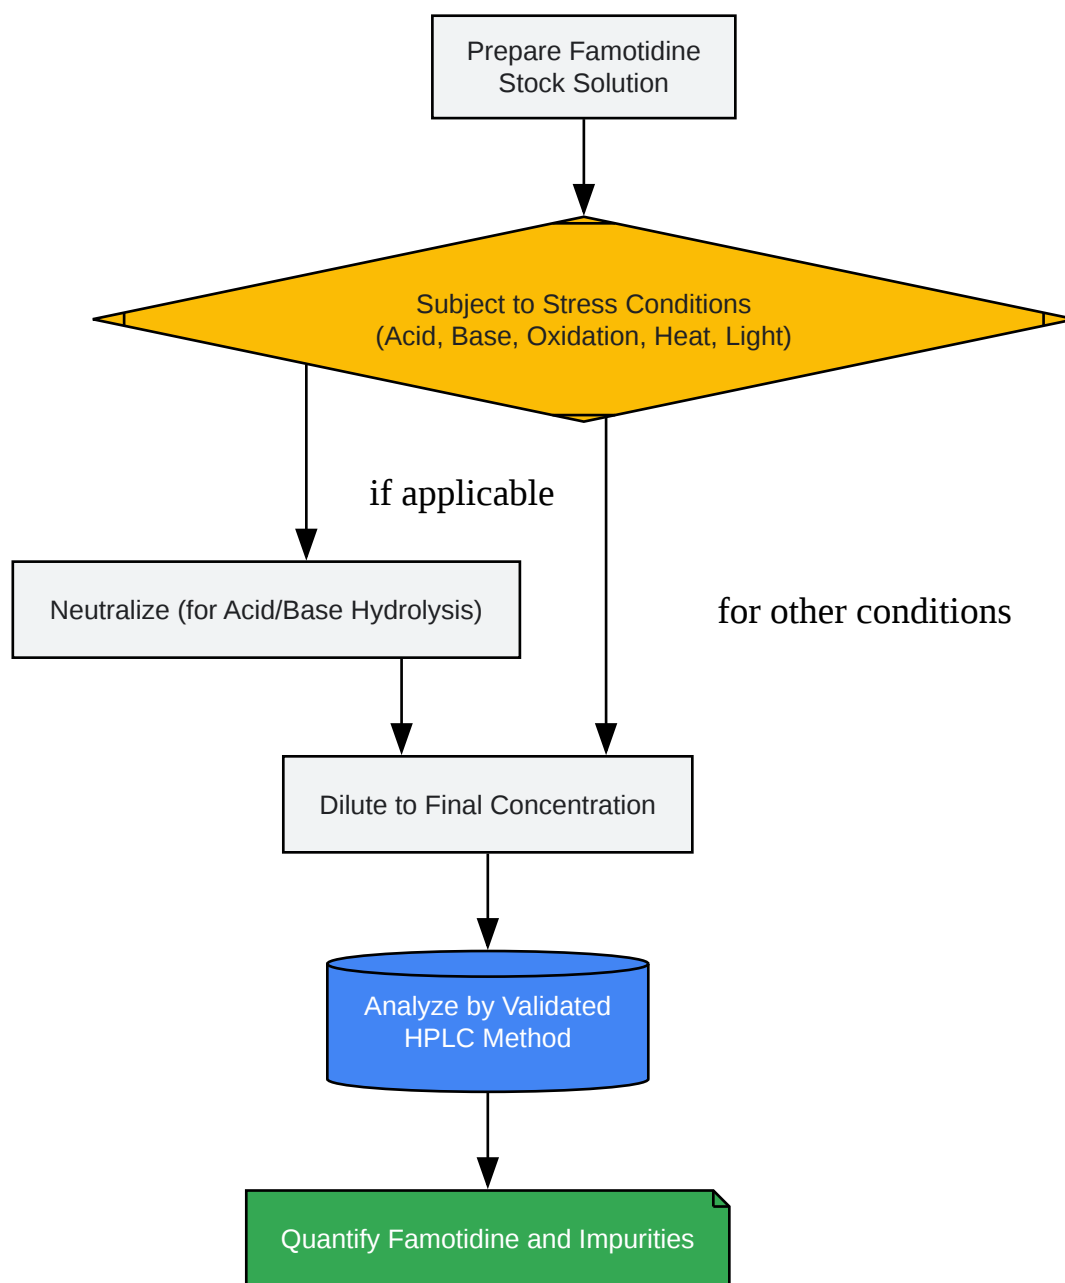 Prepare Famotidine
Stock Solution
Subject to Stress Conditions
(Acid, Base, Oxidation, Heat, Light)
if applicable
Neutralize (for Acid/Base Hydrolysis)
for other conditions
Dilute to Final Concentration
Analyze by Validated
HPLC Method
Quantify Famotidine and Impurities